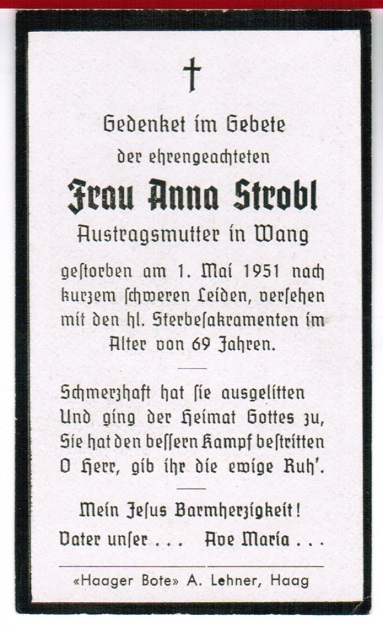 Gedenket im Gebete
der ehrengeachteten
Frau Anna Strobl
Austragsmutter in Wang
geſtorben am 1. Mai 1951 nach
kurzem ſchweren Leiden, verſehen
mit den hl. Sterbeſakramenten im
Alter von 69 Jahren.
Schmerzhaft hat ſie ausgelitten
Und ging der Heimat Gottes zu,
Sie hat den beſſern Kampf beſtritten
O Herr, gib ihr die ewige Ruh'.
Mein Jeſus Barmherzigkeit!
Vater unſer . . . Ave Maria . . .
«Haager Bote» A. Lehner, Haag